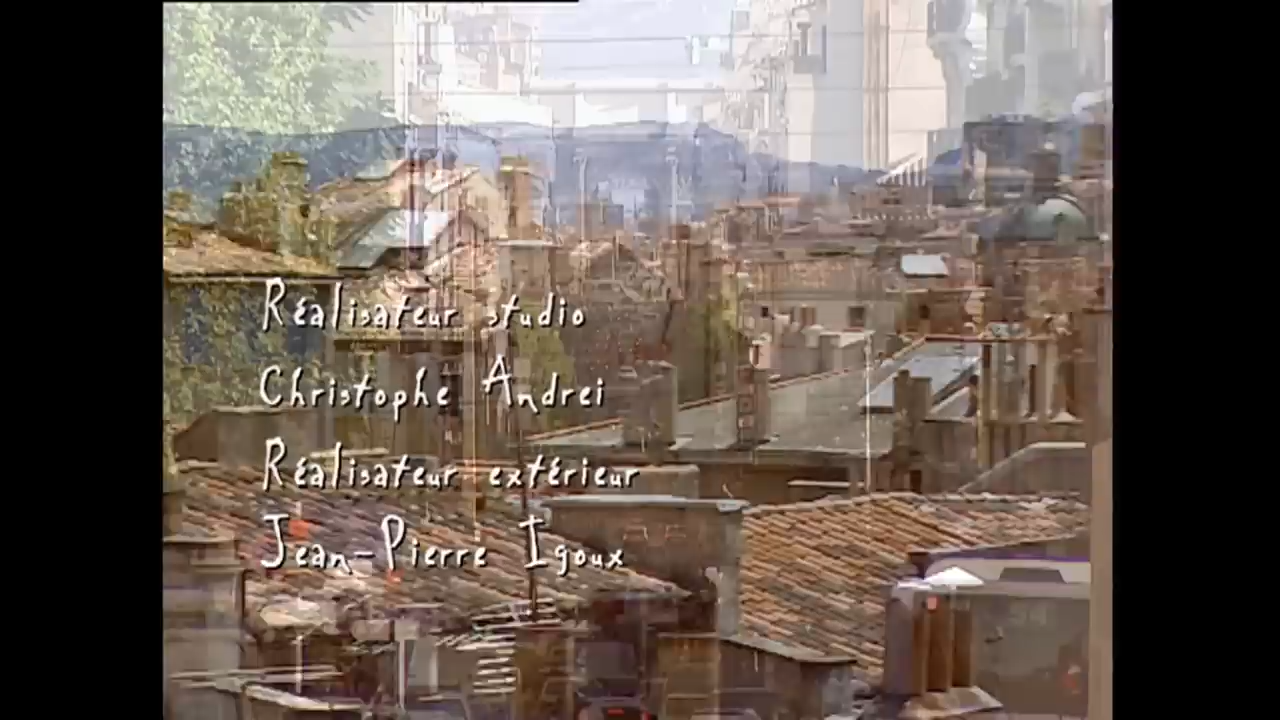 Réalisateur studio
Christophe Andrei
Réalisateur extérieur
Jean-Pierre Igoux